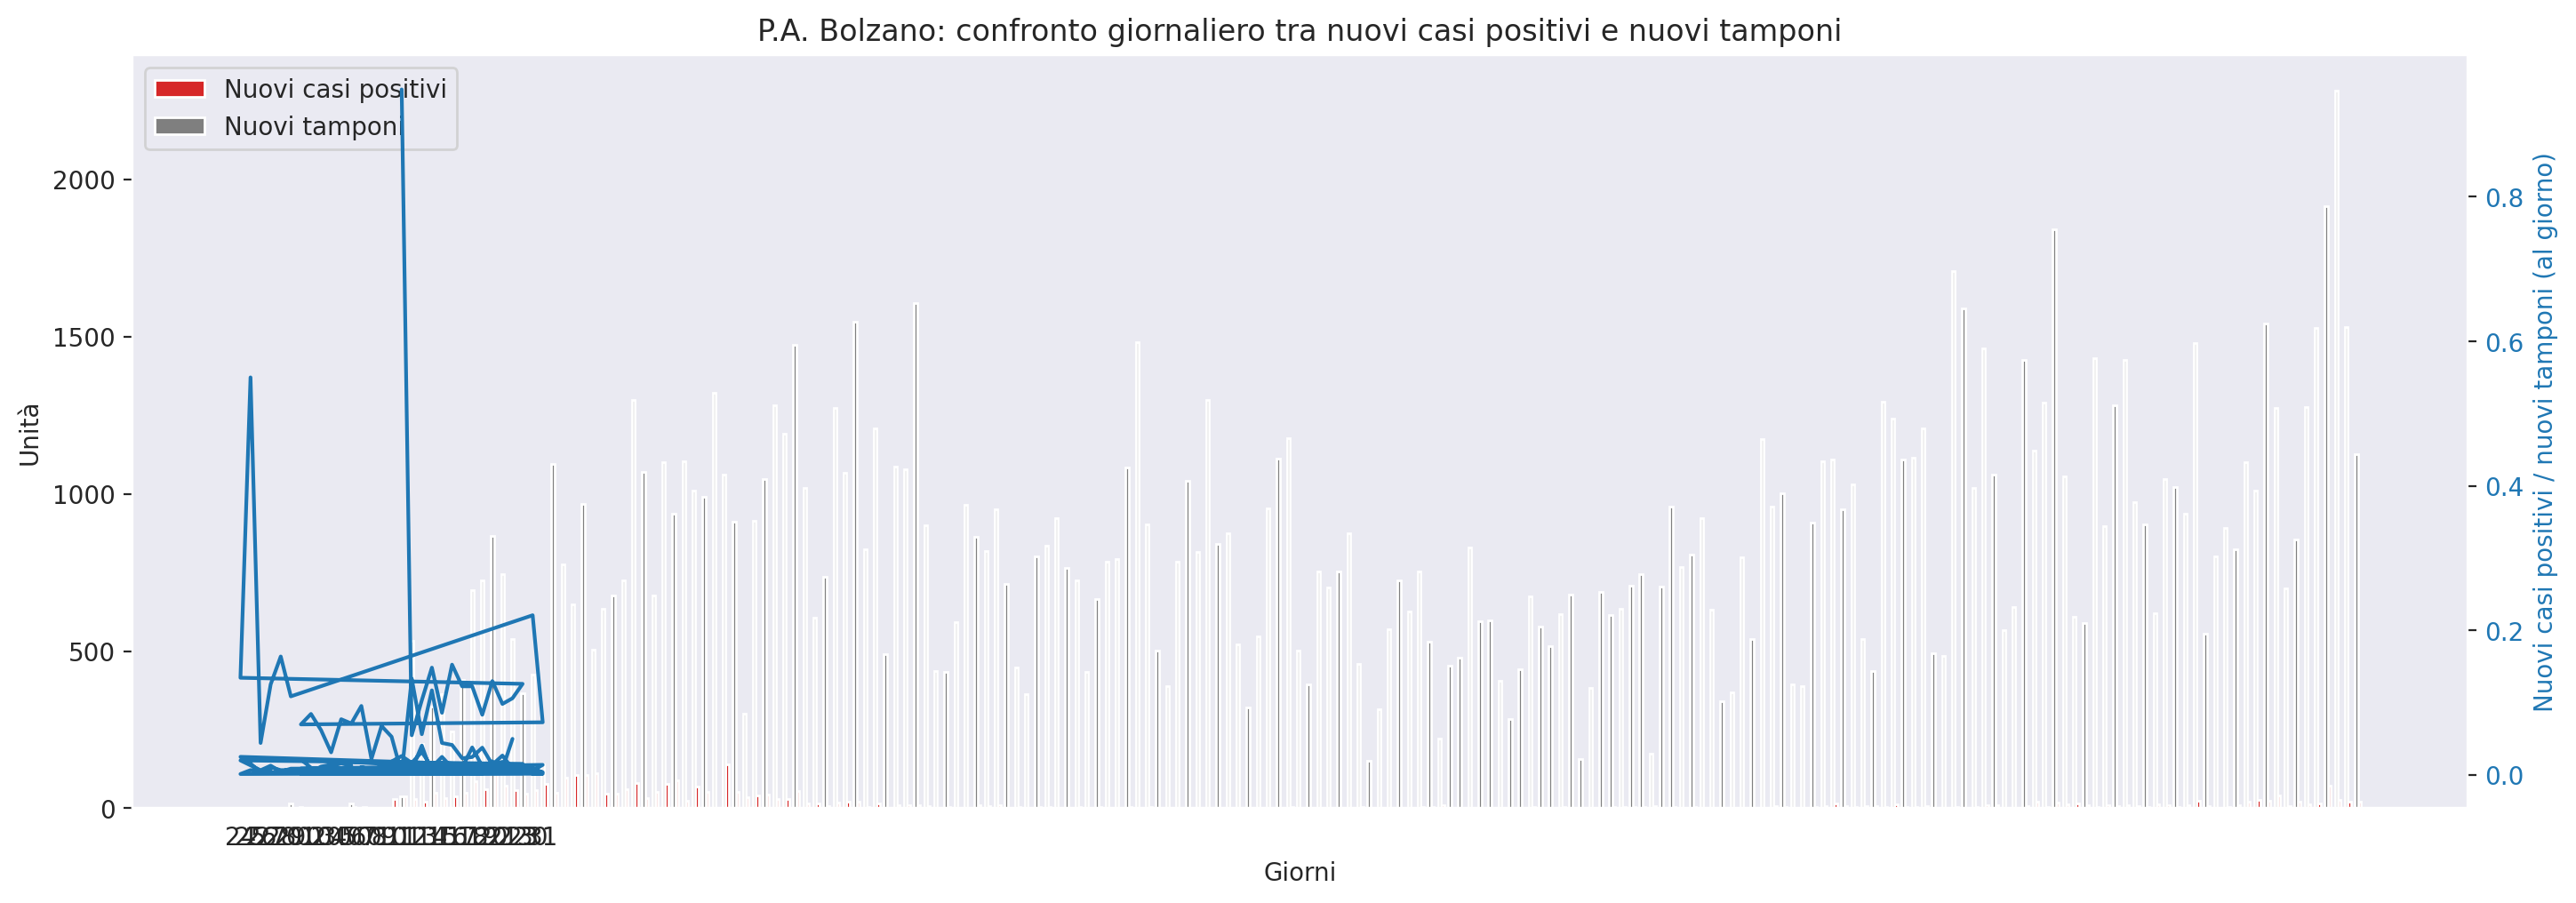 P.A. Bolzano: confronto giornaliero tra nuovi casi positivi e nuovi tamponi
Nuovi casi positivi
Nuovi tamponi
2000
1500
1000
500
0
Unità
0.8
0.6
0.4
0.2
0.0
Nuovi casi positivi / nuovi tamponi (al giorno)
Giorni